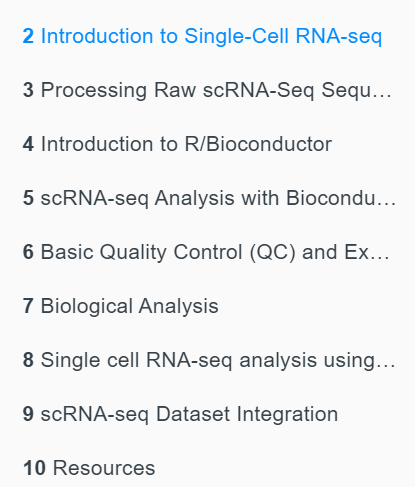 2 Introduction to Single-Cell RNA-seq
3 Processing Raw scRNA-Seq Sequ…
4 Introduction to R/Bioconductor
5 scRNA-seq Analysis with Biocondu…
6 Basic Quality Control (QC) and Ex…
7 Biological Analysis
8 Single cell RNA-seq analysis using…
9 scRNA-seq Dataset Integration
10 Resources